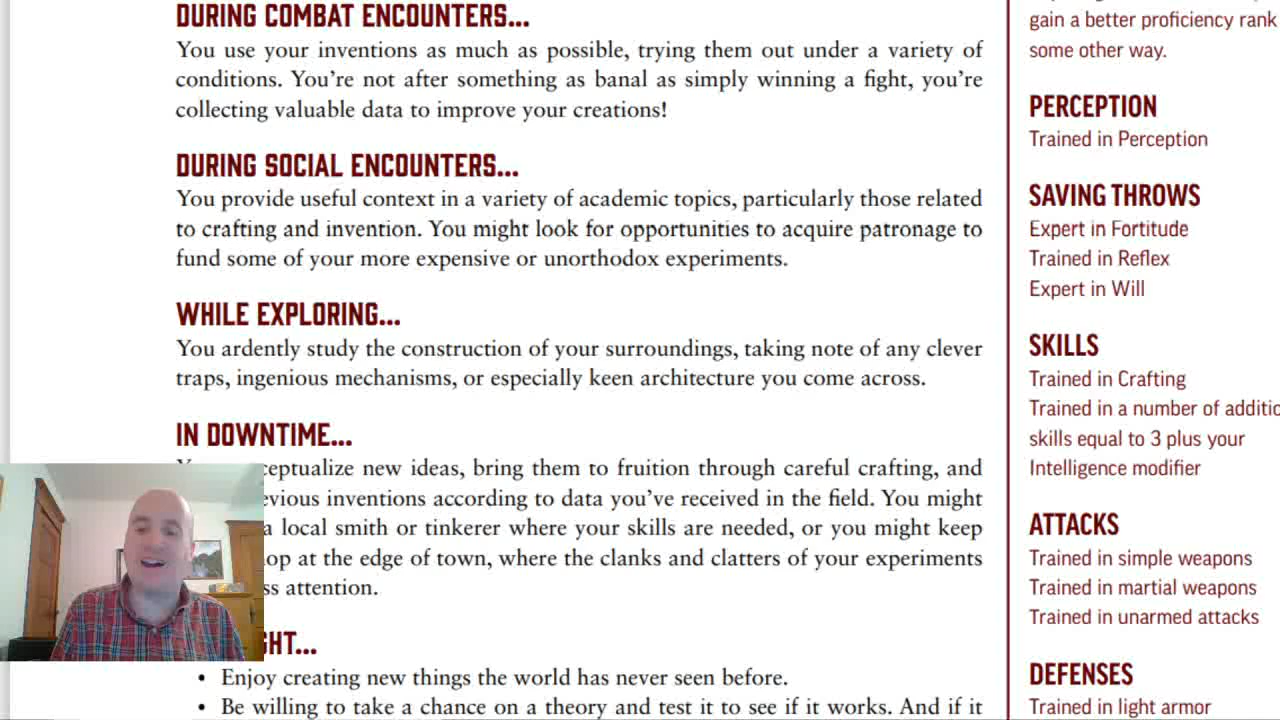 DURING COMBAT ENCOUNTERS...
You use your inventions as much as possible, trying them out under a variety of
conditions. You're not after something as banal as simply winning a fight, you're
collecting valuable data to improve your creations!
DURING SOCIAL ENCOUNTERS...
You provide useful context in a variety of academic topics, particularly those related
to crafting and invention. You might look for opportunities to acquire patronage to
fund some of your more expensive or unorthodox experiments.
WHILE EXPLORING...
You ardently study the construction of your surroundings, taking note of any clever
traps, ingenious mechanisms, or especially keen architecture you come across.
IN DOWNTIME...
new ideas, bring them to fruition through careful crafting, and
inventions according to data you've received in the field. You might
a local smith or tinkerer where your skills are needed, or you might keep
at the edge of town, where the clanks and clatters of your experiments
attention.
• Enjoy creating new things the world has never seen before.
• Be willing to take a chance on a theory and test it to see if it works. And if it
gain a better proficiency rank
some other way.
PERCEPTION
Trained in Perception
SAVING THROWS
Expert in Fortitude
Trained in Reflex
Expert in Will
SKILLS
Trained in Crafting
Trained in a number of
skills equal to 3 plus your
Intelligence modifier
ATTACKS
Trained in simple weapons
Trained in martial weapons
Trained in unarmed attacks
DEFENSES
Trained in light armor